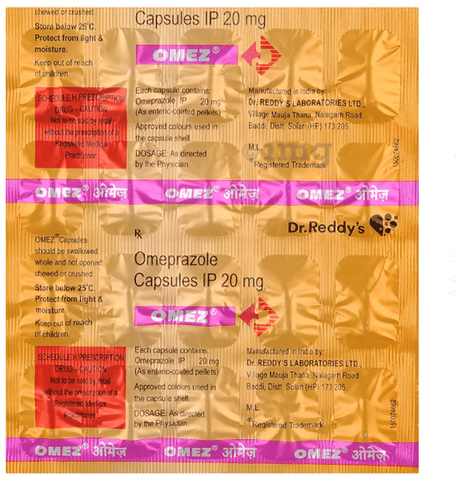 chewed or crushed.
Store below 25°C.
Protect from light &
moisture.
Keep out of reach
of children.
Capsules IP 20 mg
OMEZ®
SCHEDULE H PRESCRIPTION
DRUG – CAUTION
Not to be sold by retail
without the prescription of a
Registered Medical
Practitioner.
Each capsule contains:
Omeprazole IP 20 mg
(As enteric-coated pellets)
Approved colours used in
the capsule shell.
DOSAGE: As directed
by the Physician.
Manufactured in India by:
Dr. REDDY'S LABORATORIES LTD.,
Village Mauja Thana, Nalagarh Road,
Baddi, Distt. Solan (HP) 173 205.
M.L.
®Registered Trademark
15074662
OMEZ® ओमेज़ OMEZ® ओमेज़ OMEZ® ओमेज़
Dr.Reddy's
OMEZ® Capsules
should be swallowed
whole and not opened,
chewed or crushed.
Store below 25°C.
Protect from light &
moisture.
Keep out of reach
of children.
℞
Omeprazole
Capsules IP 20 mg
OMEZ®
SCHEDULE H PRESCRIPTION
DRUG – CAUTION
Not to be sold by retail
without the prescription of a
Registered Medical
Practitioner.
Each capsule contains:
Omeprazole IP 20 mg
(As enteric-coated pellets)
Approved colours used in
the capsule shell.
DOSAGE: As directed
by the Physician.
Manufactured in India by:
Dr. REDDY'S LABORATORIES LTD.,
Village Mauja Thana, Nalagarh Road,
Baddi, Distt. Solan (HP) 173 205.
M.L.
®Registered Trademark
15074662
OMEZ® ओमेज़ OMEZ® ओमेज़ OMEZ® ओमेज़